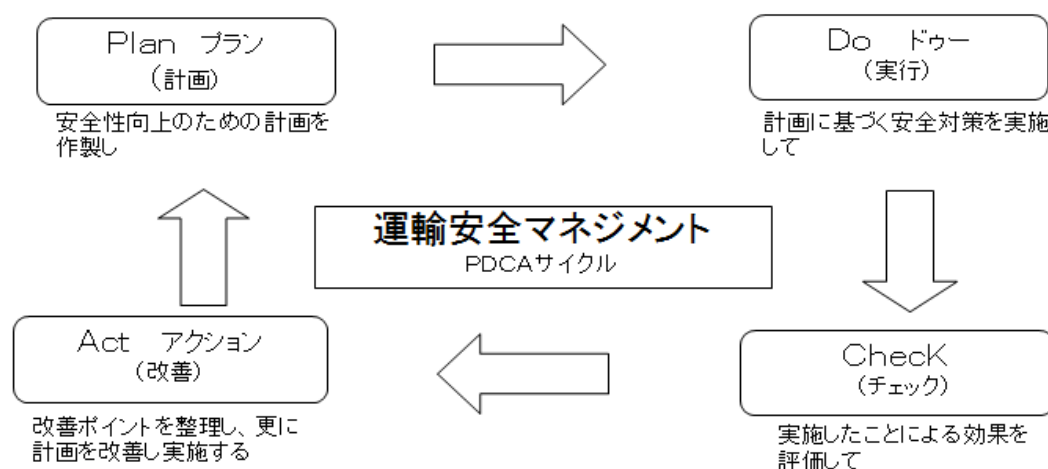 Plan プラン
(計画)
安全性向上のための計画を
作製し
Do ドゥー
(実行)
計画に基づく安全対策を実施
して
運輸安全マネジメント
PDCAサイクル
Act アクション
(改善)
改善ポイントを整理し、更に
計画を改善し実施する
ChecK
(チェック)
実施したことによる効果を
評価して